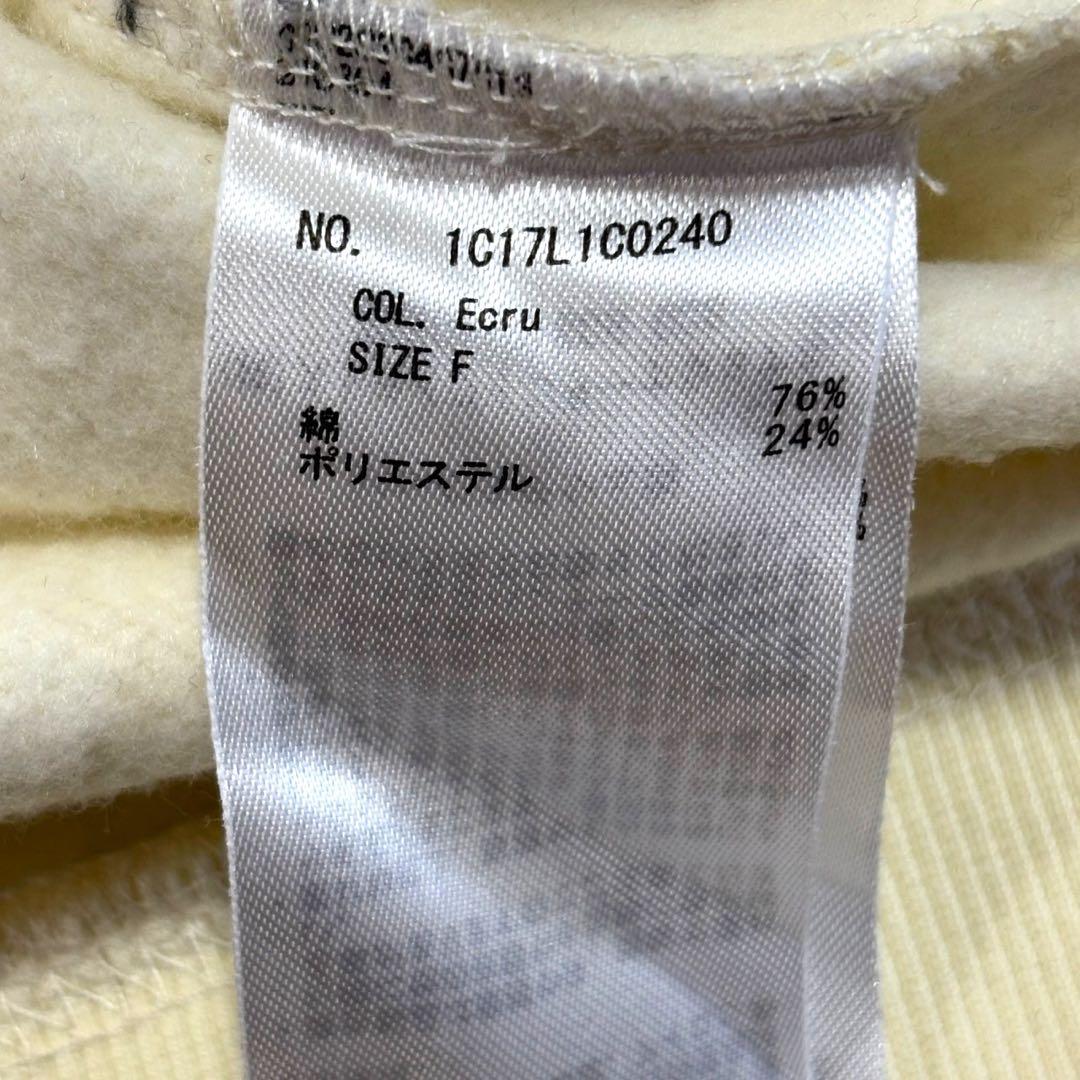 NO. 1C17L1C0240
COL. Ecru
SIZE F
綿 76%
ポリエステル 24%